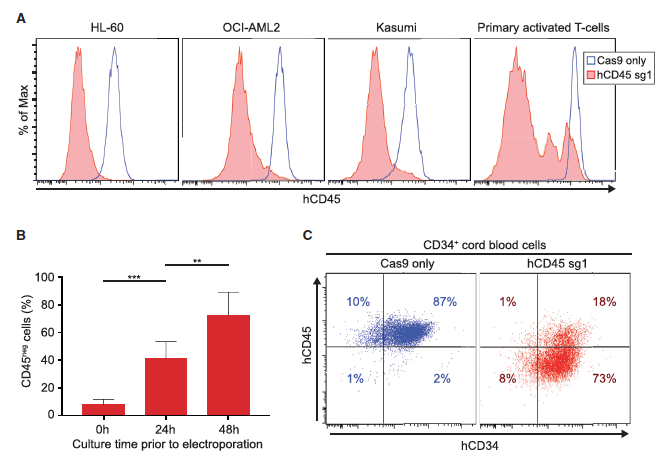 A
HL-60
OCI-AML2
Kasumi
Primary activated T-cells
Cas9 only
hCD45 sg1
% of Max
hCD45
B
***
**
CD45neg cells (%)
100
80
60
40
20
0
0h
24h
48h
Culture time prior to electroporation
C
CD34+ cord blood cells
Cas9 only
hCD45 sg1
hCD45
10%
87%
1%
2%
1%
18%
8%
73%
hCD34